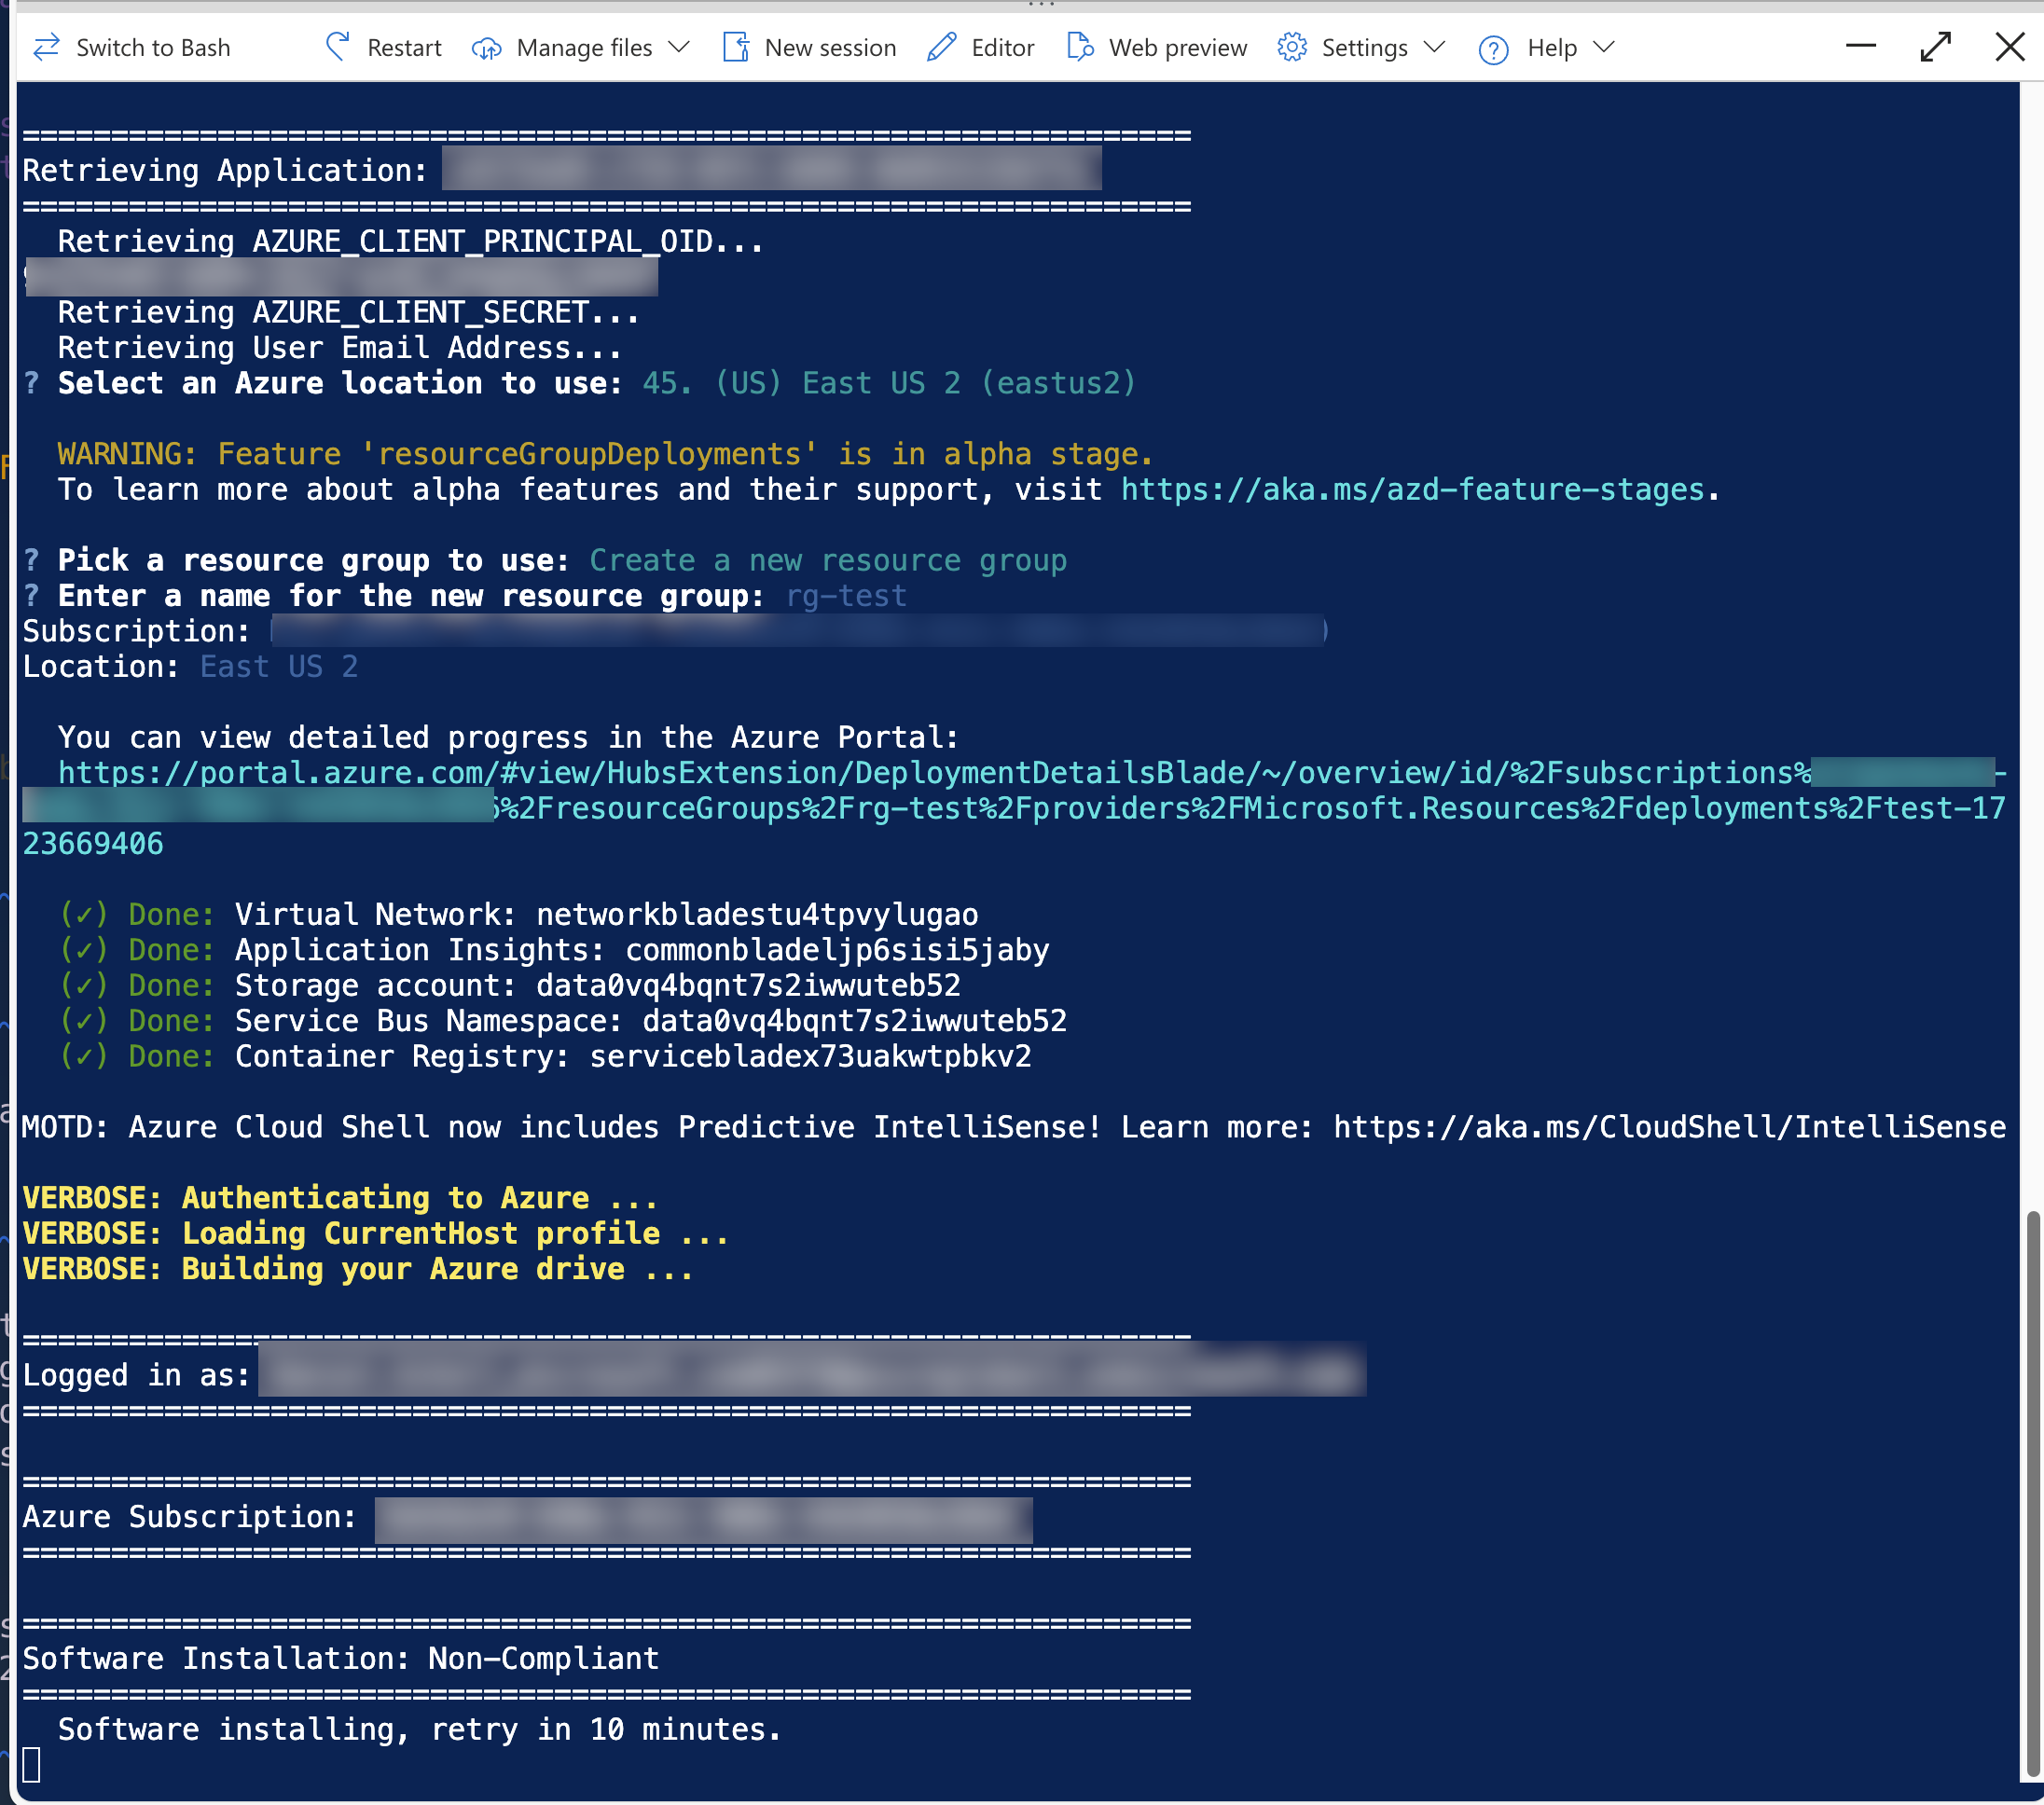 Switch to Bash Restart Manage files New session Editor Web preview Settings Help
==================================================================
Retrieving Application:
==================================================================
  Retrieving AZURE_CLIENT_PRINCIPAL_OID...
  Retrieving AZURE_CLIENT_SECRET...
  Retrieving User Email Address...
? Select an Azure location to use: 45. (US) East US 2 (eastus2)
  WARNING: Feature 'resourceGroupDeployments' is in alpha stage.
  To learn more about alpha features and their support, visit https://aka.ms/azd-feature-stages.
? Pick a resource group to use: Create a new resource group
? Enter a name for the new resource group: rg-test
Subscription: )
Location: East US 2
  You can view detailed progress in the Azure Portal:
  https://portal.azure.com/#view/HubsExtension/DeploymentDetailsBlade/~/overview/id/%2Fsubscriptions% -
6%2FresourceGroups%2Frg-test%2Fproviders%2FMicrosoft.Resources%2Fdeployments%2Ftest-17
23669406
  (✓) Done: Virtual Network: networkbladestu4tpvylugao
  (✓) Done: Application Insights: commonbladeljp6sisi5jaby
  (✓) Done: Storage account: data0vq4bqnt7s2iwwuteb52
  (✓) Done: Service Bus Namespace: data0vq4bqnt7s2iwwuteb52
  (✓) Done: Container Registry: servicebladex73uakwtpbkv2
MOTD: Azure Cloud Shell now includes Predictive IntelliSense! Learn more: https://aka.ms/CloudShell/IntelliSense
VERBOSE: Authenticating to Azure ...
VERBOSE: Loading CurrentHost profile ...
VERBOSE: Building your Azure drive ...
==================================================================
Logged in as:
==================================================================
==================================================================
Azure Subscription:
==================================================================
==================================================================
Software Installation: Non-Compliant
==================================================================
  Software installing, retry in 10 minutes.